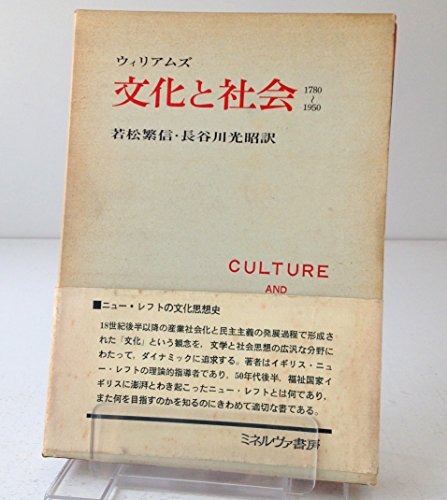 ウィリアムズ
文化と社会 1780〜1950
若松繁信・長谷川光昭訳
CULTURE
AND
■ニュー・レフトの文化思想史
18世紀後半以降の産業社会化と民主主義の発展過程で形成さ
れた「文化」という観念を、文学と社会思想の広汎な分野に
わたって、ダイナミックに追求する。著者はイギリス・ニュ
ー・レフトの理論的指導者であり、50年代後半、福祉国家イ
ギリスに澎湃とわき起こったニュー・レフトとは何であり、
また何を目指すのかを知るのにきわめて適切な書である。
ミネルヴァ書房